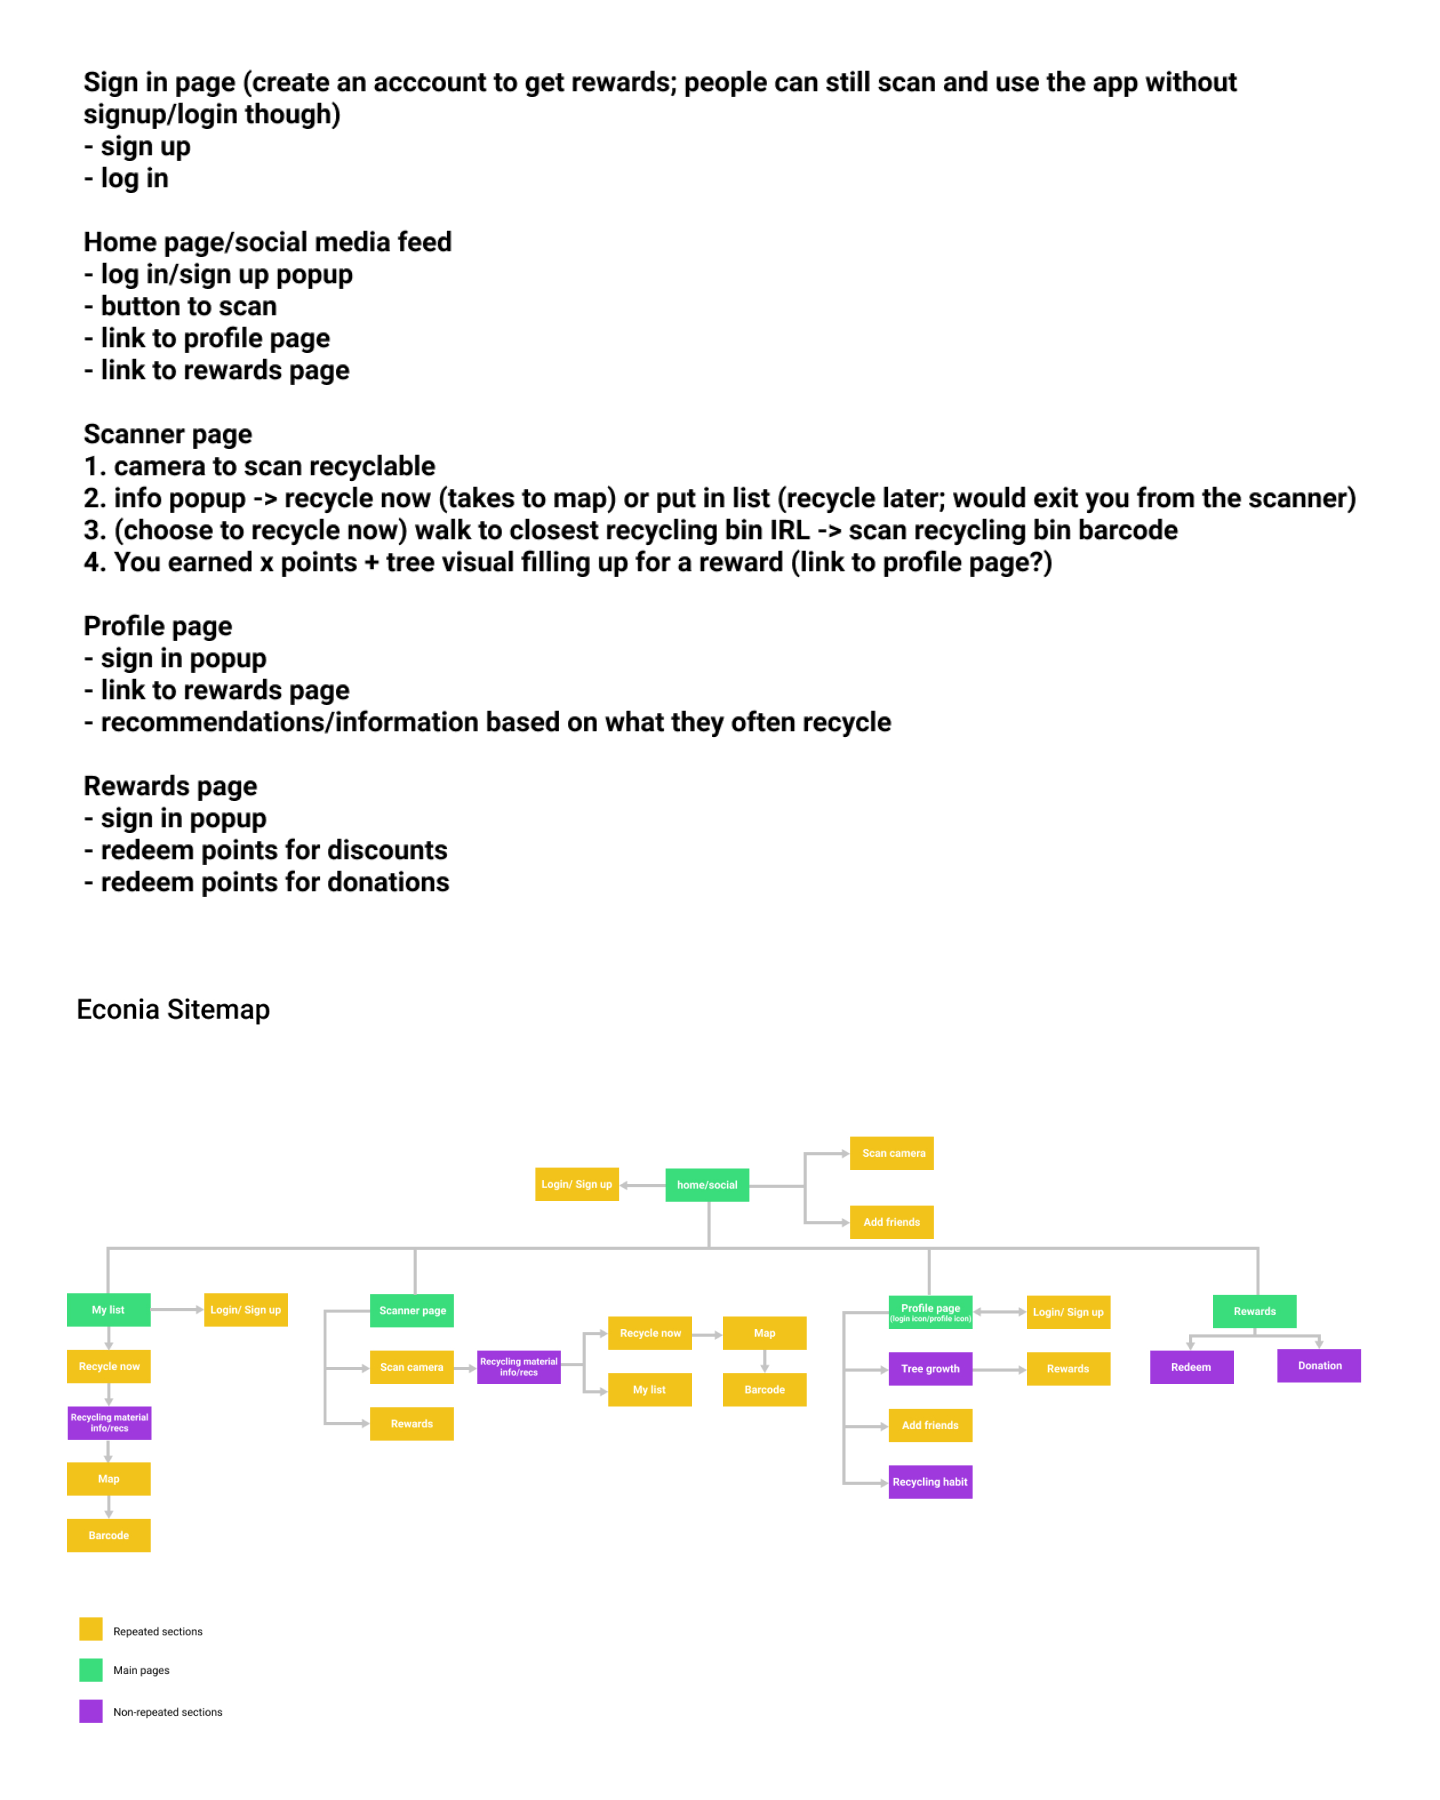 Sign in page (create an acccount to get rewards; people can still scan and use the app without
signup/login though)
- sign up
- log in
Home page/social media feed
- log in/sign up popup
- button to scan
- link to profile page
- link to rewards page
Scanner page
1. camera to scan recyclable
2. info popup -> recycle now (takes to map) or put in list (recycle later; would exit you from the scanner)
3. (choose to recycle now) walk to closest recycling bin IRL -> scan recycling bin barcode
4. You earned x points + tree visual filling up for a reward (link to profile page?)
Profile page
- sign in popup
- link to rewards page
- recommendations/information based on what they often recycle
Rewards page
- sign in popup
- redeem points for discounts
- redeem points for donations
Econia Sitemap
Login/ Sign up
home/social
Scan camera
Add friends
My list
Login/ Sign up
Recycle now
Recycling material
info/recs
Map
Barcode
Scanner page
Scan camera
Rewards
Recycling material
info/recs
Recycle now
My list
Map
Barcode
Profile page
(login icon/profile icon)
Login/ Sign up
Tree growth
Rewards
Add friends
Recycling habit
Rewards
Redeem
Donation
Repeated sections
Main pages
Non-repeated sections